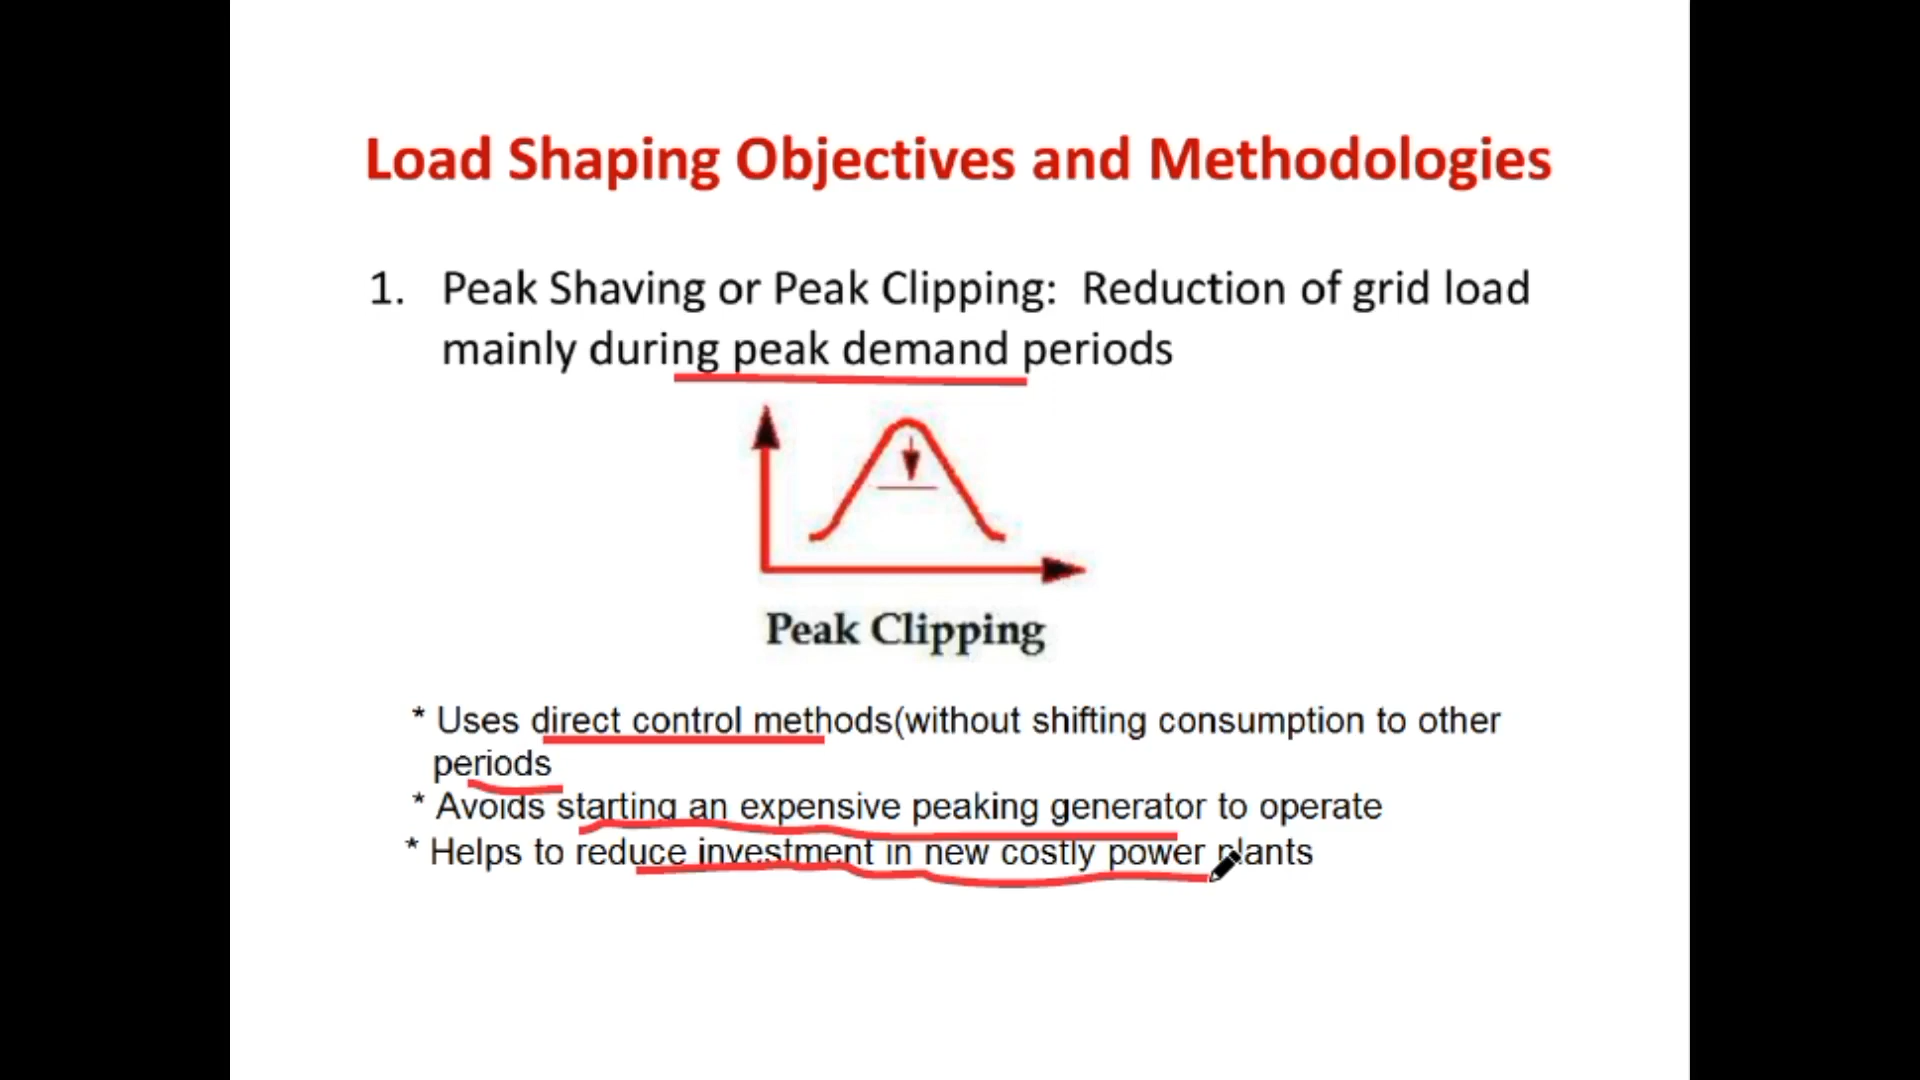 Load Shaping Objectives and Methodologies
1. Peak Shaving or Peak Clipping: Reduction of grid load
mainly during peak demand periods
Peak Clipping
* Uses direct control methods(without shifting consumption to other
periods
* Avoids starting an expensive peaking generator to operate
* Helps to reduce investment in new costly power plants